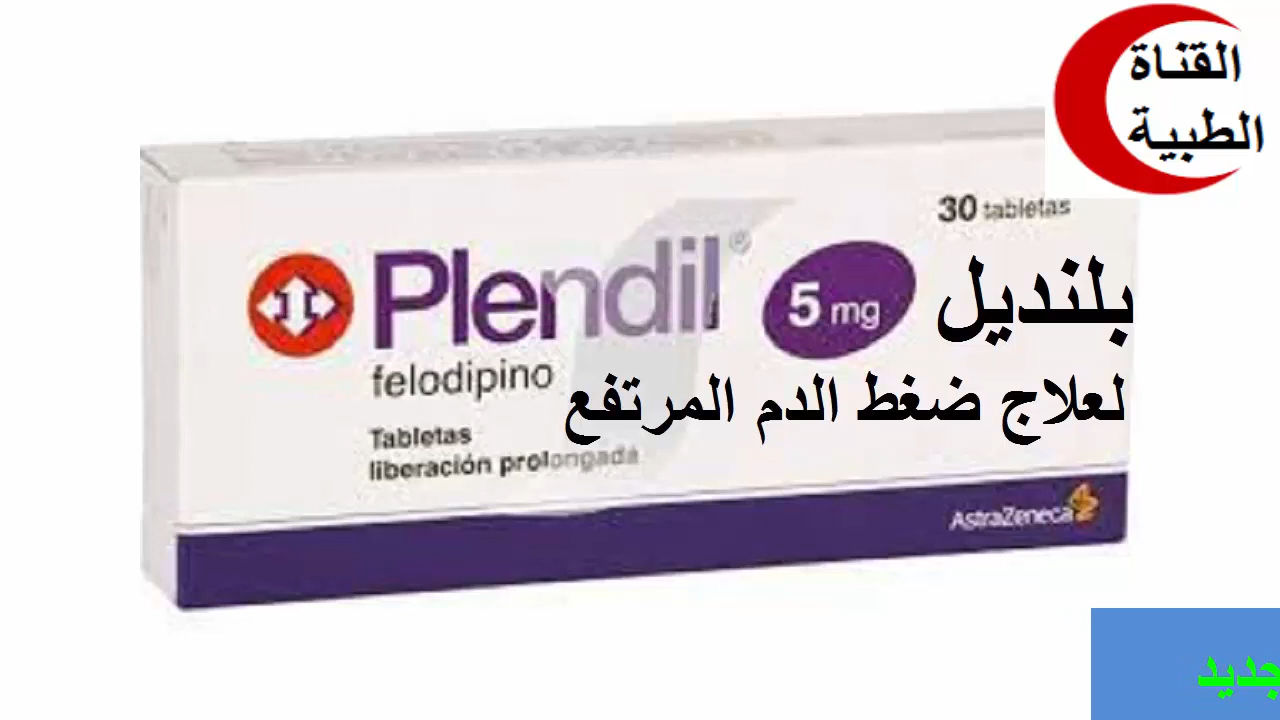 القناة
الطبية
30 tabletas
Plendil®
5 mg
بلنديل
felodipino
لعلاج ضغط الدم المرتفع
Tabletas
liberación prolongada
AstraZeneca
جديد